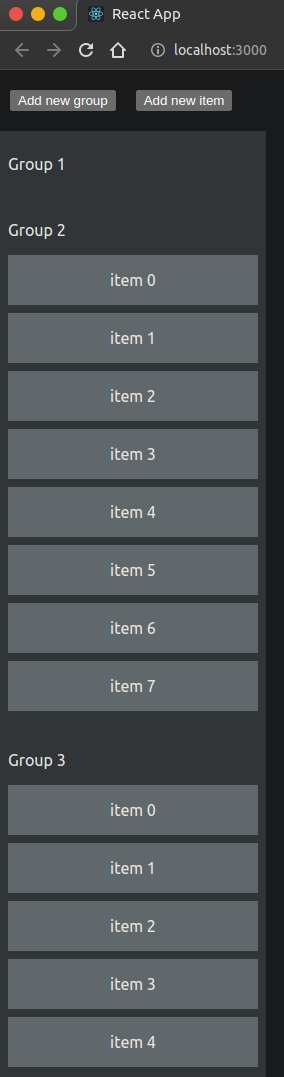 React App
localhost:3000
Add new group Add new item
Group 1
Group 2
item 0
item 1
item 2
item 3
item 4
item 5
item 6
item 7
Group 3
item 0
item 1
item 2
item 3
item 4